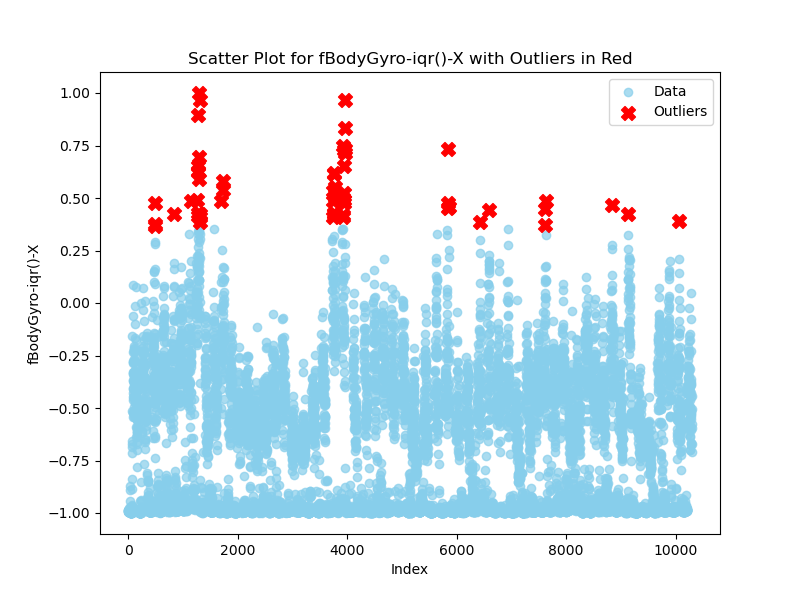 Scatter Plot for fBodyGyro-iqr()-X with Outliers in Red
Data
Outliers
1.00
0.75
0.50
0.25
0.00
−0.25
−0.50
−0.75
−1.00
fBodyGyro-iqr()-X
0 2000 4000 6000 8000 10000
Index